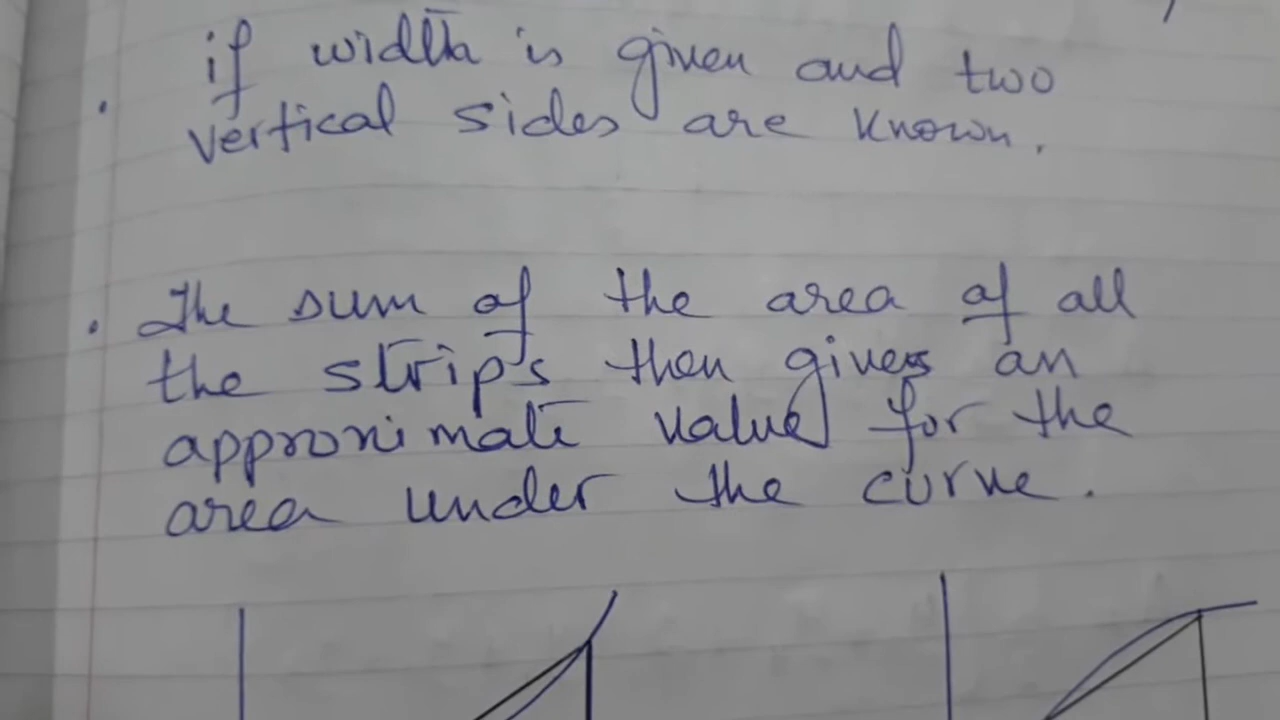 if width is given and two
vertical sides are known.
. The sum of the area of all
the strips then gives an
approximate value for the
area under the curve.